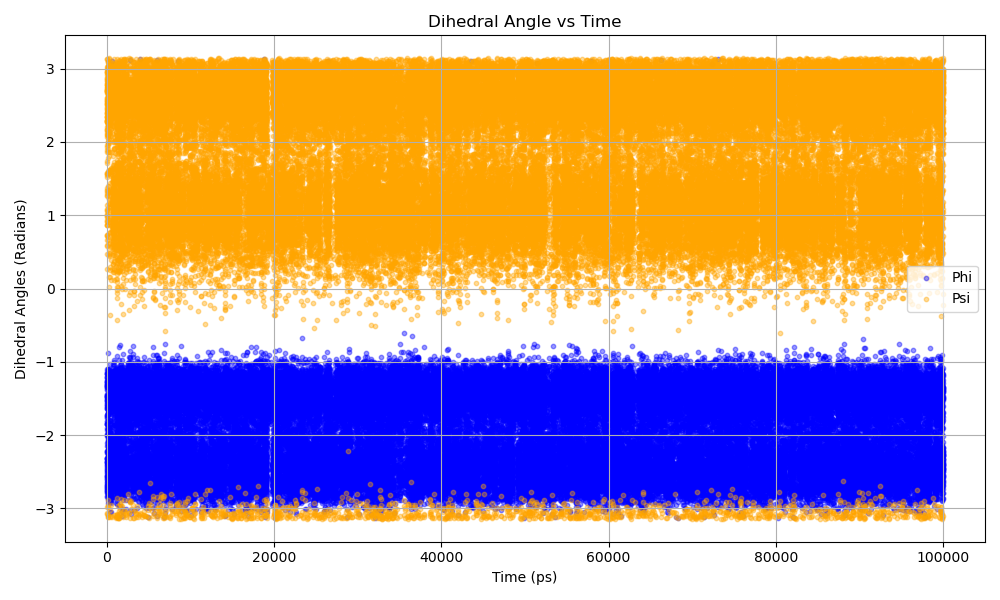 Dihedral Angle vs Time
Dihedral Angles (Radians)
3
2
1
0
−1
−2
−3
Phi
Psi
0
20000
40000
60000
80000
100000
Time (ps)